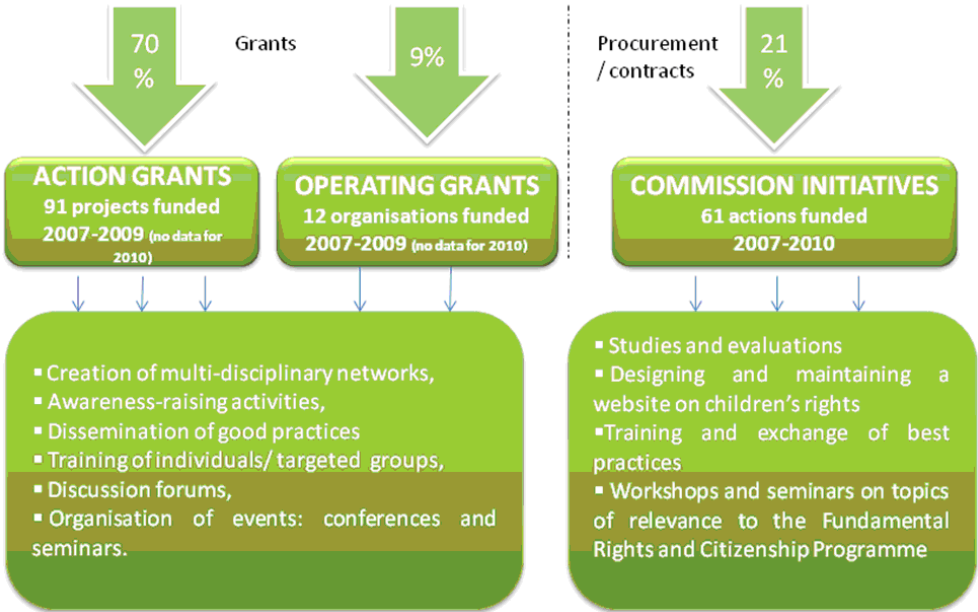 70
%
Grants
9%
Procurement
/ contracts
21
%
ACTION GRANTS
91 projects funded
2007-2009 (no data for
2010)
OPERATING GRANTS
12 organisations funded
2007-2009 (no data for 2010)
COMMISSION INITIATIVES
61 actions funded
2007-2010
▪ Creation of multi-disciplinary networks,
▪ Awareness-raising activities,
▪ Dissemination of good practices
▪ Training of individuals/ targeted groups,
▪ Discussion forums,
▪ Organisation of events: conferences and
seminars.
▪ Studies and evaluations
▪ Designing and maintaining a
website on children's rights
▪Training and exchange of best
practices
▪ Workshops and seminars on topics
of relevance to the Fundamental
Rights and Citizenship Programme